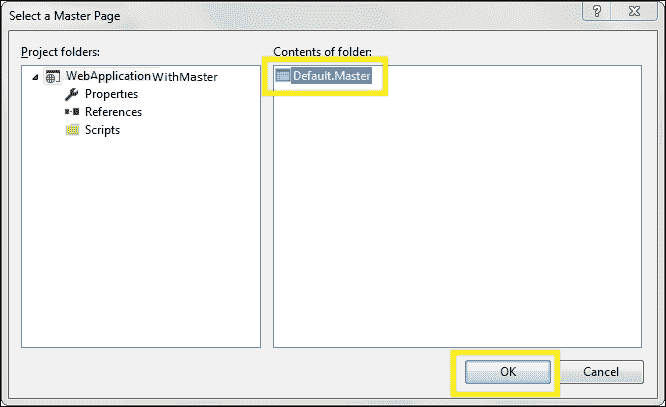 Select a Master Page
Project folders:
WebApplicationWithMaster
Properties
References
Scripts
Contents of folder:
Default.Master
OK
Cancel